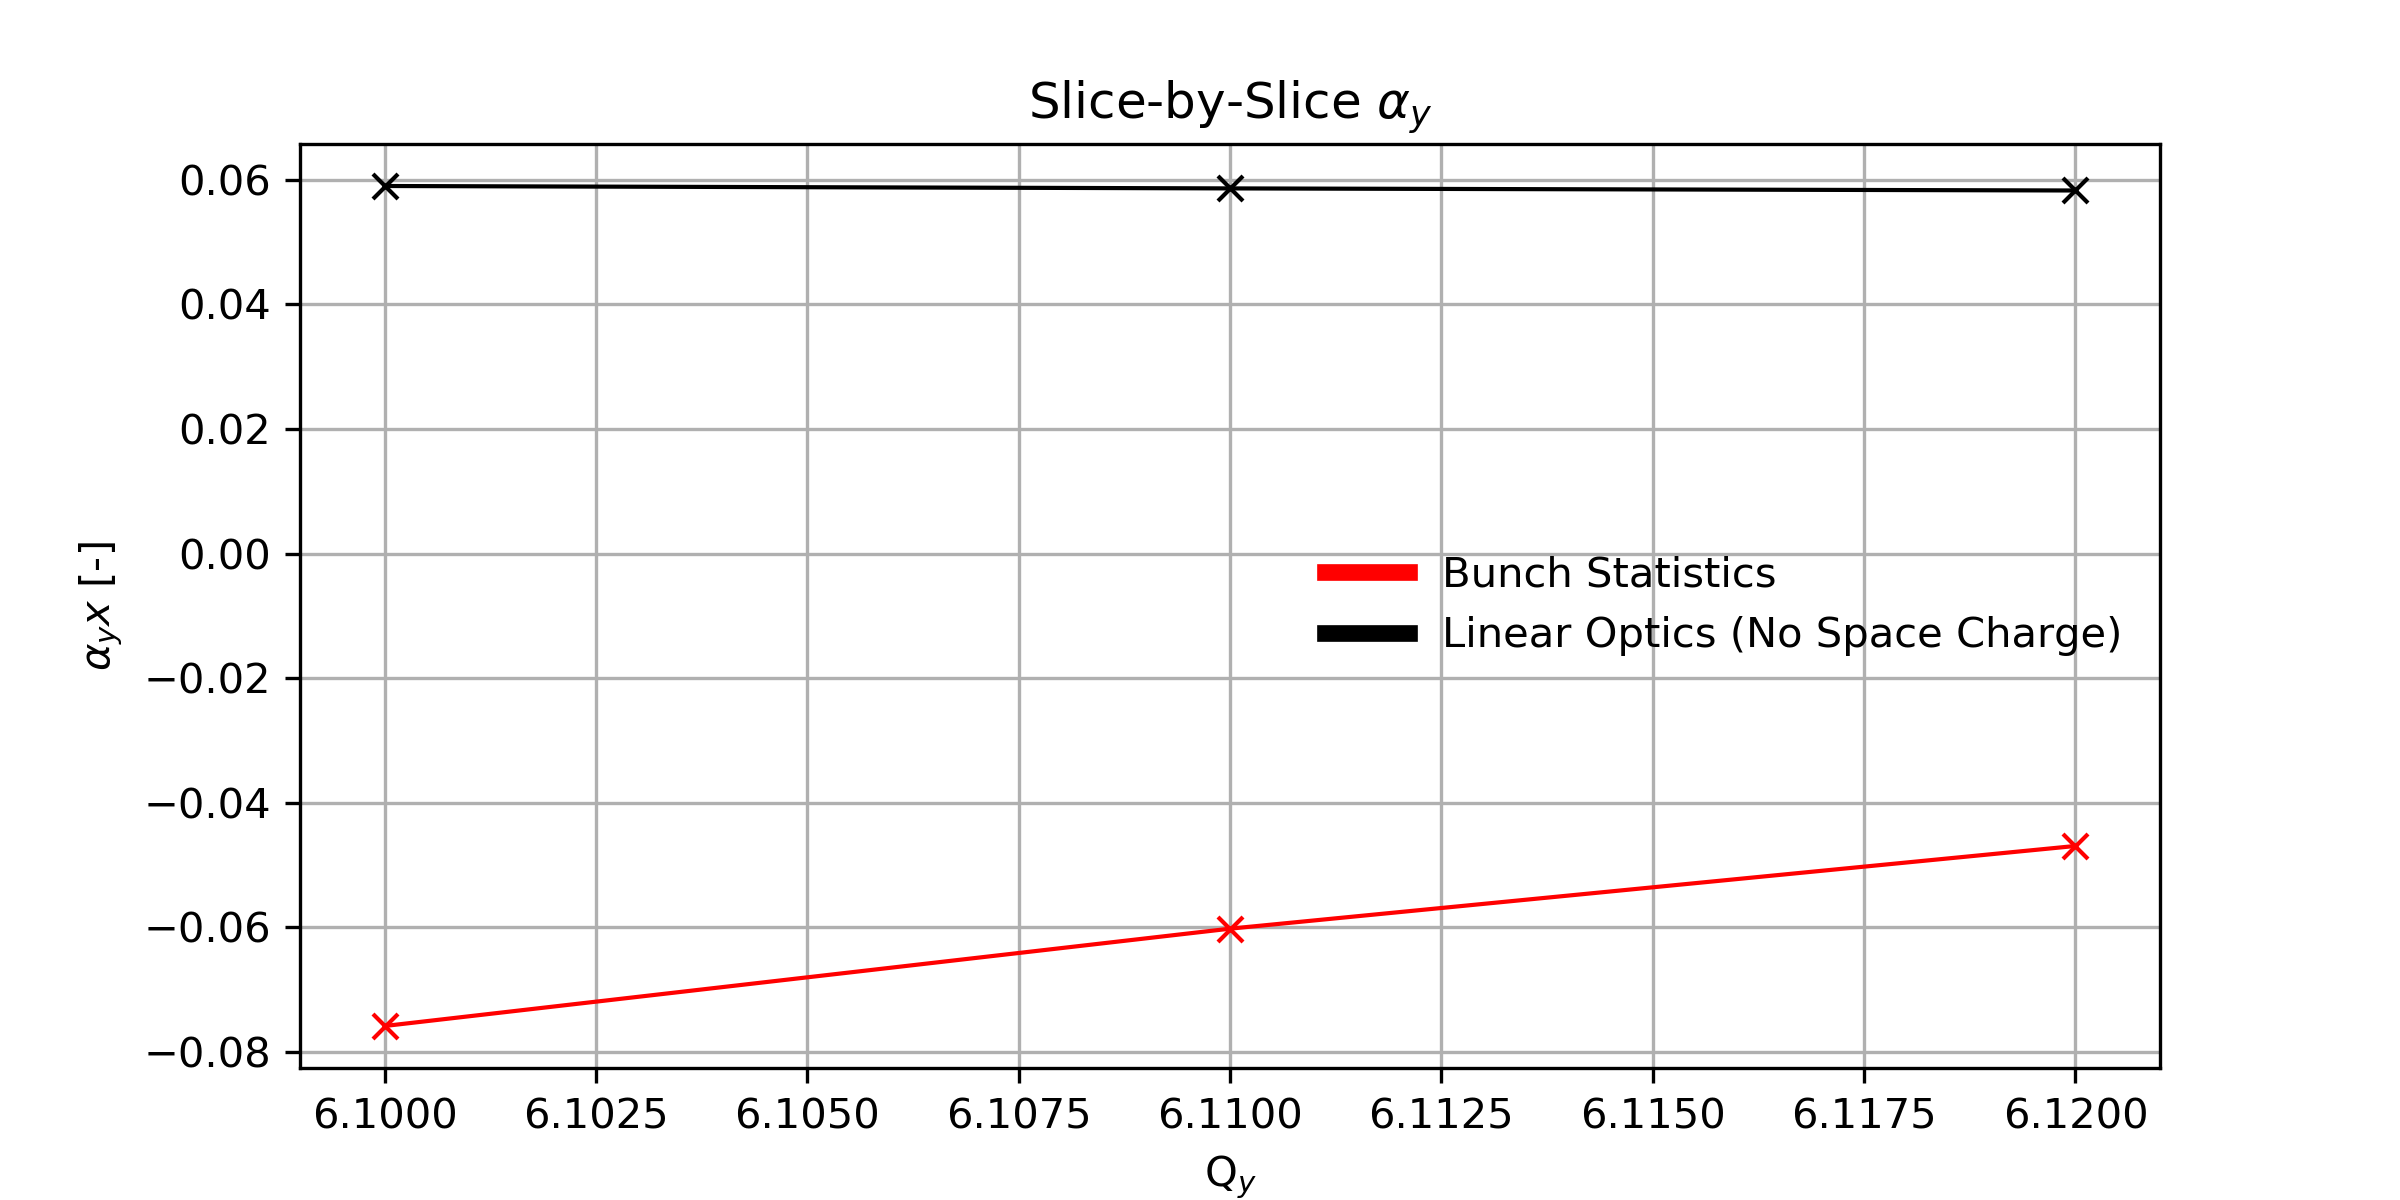 Slice-by-Slice αy
αyx [-]
0.06
0.04
0.02
0.00
−0.02
−0.04
−0.06
−0.08
Bunch Statistics
Linear Optics (No Space Charge)
6.1000 6.1025 6.1050 6.1075 6.1100 6.1125 6.1150 6.1175 6.1200
Qy